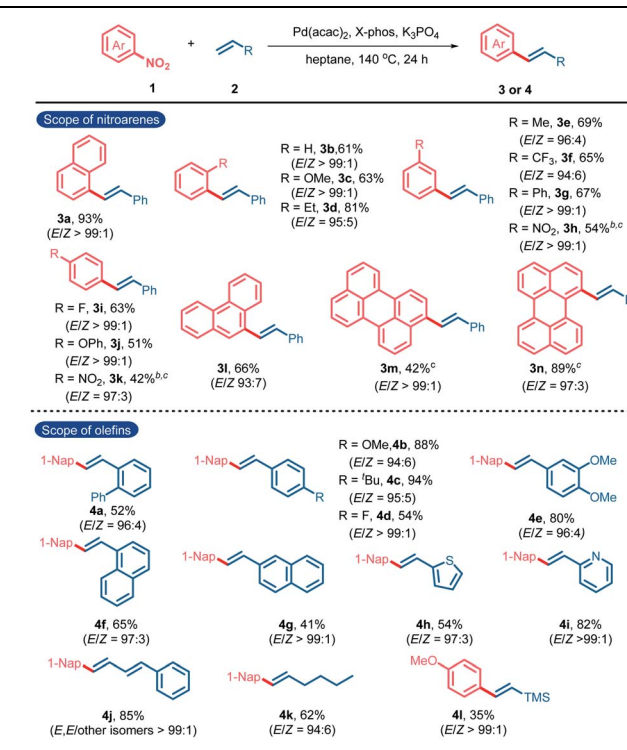 Ar
NO2
1
+
R
2
Pd(acac)2, X-phos, K3PO4
heptane, 140 °C, 24 h
Ar
R
3 or 4
Scope of nitroarenes
Ph
3a, 93%
(E/Z > 99:1)
R
Ph
R = H, 3b,61%
(E/Z > 99:1)
R = OMe, 3c, 63%
(E/Z > 99:1)
R = Et, 3d, 81%
(E/Z = 95:5)
R
Ph
R = Me, 3e, 69%
(E/Z = 96:4)
R = CF3, 3f, 65%
(E/Z = 94:6)
R = Ph, 3g, 67%
(E/Z > 99:1)
R = NO2, 3h, 54%b,c
(E/Z > 99:1)
R
Ph
R = F, 3i, 63%
(E/Z > 99:1)
R = OPh, 3j, 51%
(E/Z > 99:1)
R = NO2, 3k, 42%b,c
(E/Z = 97:3)
Ph
3l, 66%
(E/Z 93:7)
Ph
3m, 42%c
(E/Z > 99:1)
3n, 89%c
(E/Z = 97:3)
Scope of olefins
1-Nap
Ph
4a, 52%
(E/Z = 96:4)
1-Nap
R
R = OMe,4b, 88%
(E/Z = 94:6)
R = tBu, 4c, 94%
(E/Z = 95:5)
R = F, 4d, 54%
(E/Z > 99:1)
1-Nap
OMe
OMe
4e, 80%
(E/Z = 96:4)
1-Nap
4f, 65%
(E/Z = 97:3)
1-Nap
4g, 41%
(E/Z > 99:1)
1-Nap
S
4h, 54%
(E/Z = 97:3)
1-Nap
N
4i, 82%
(E/Z >99:1)
1-Nap
4j, 85%
(E,E/other isomers > 99:1)
1-Nap
4k, 62%
(E/Z = 94:6)
MeO
TMS
4l, 35%
(E/Z > 99:1)